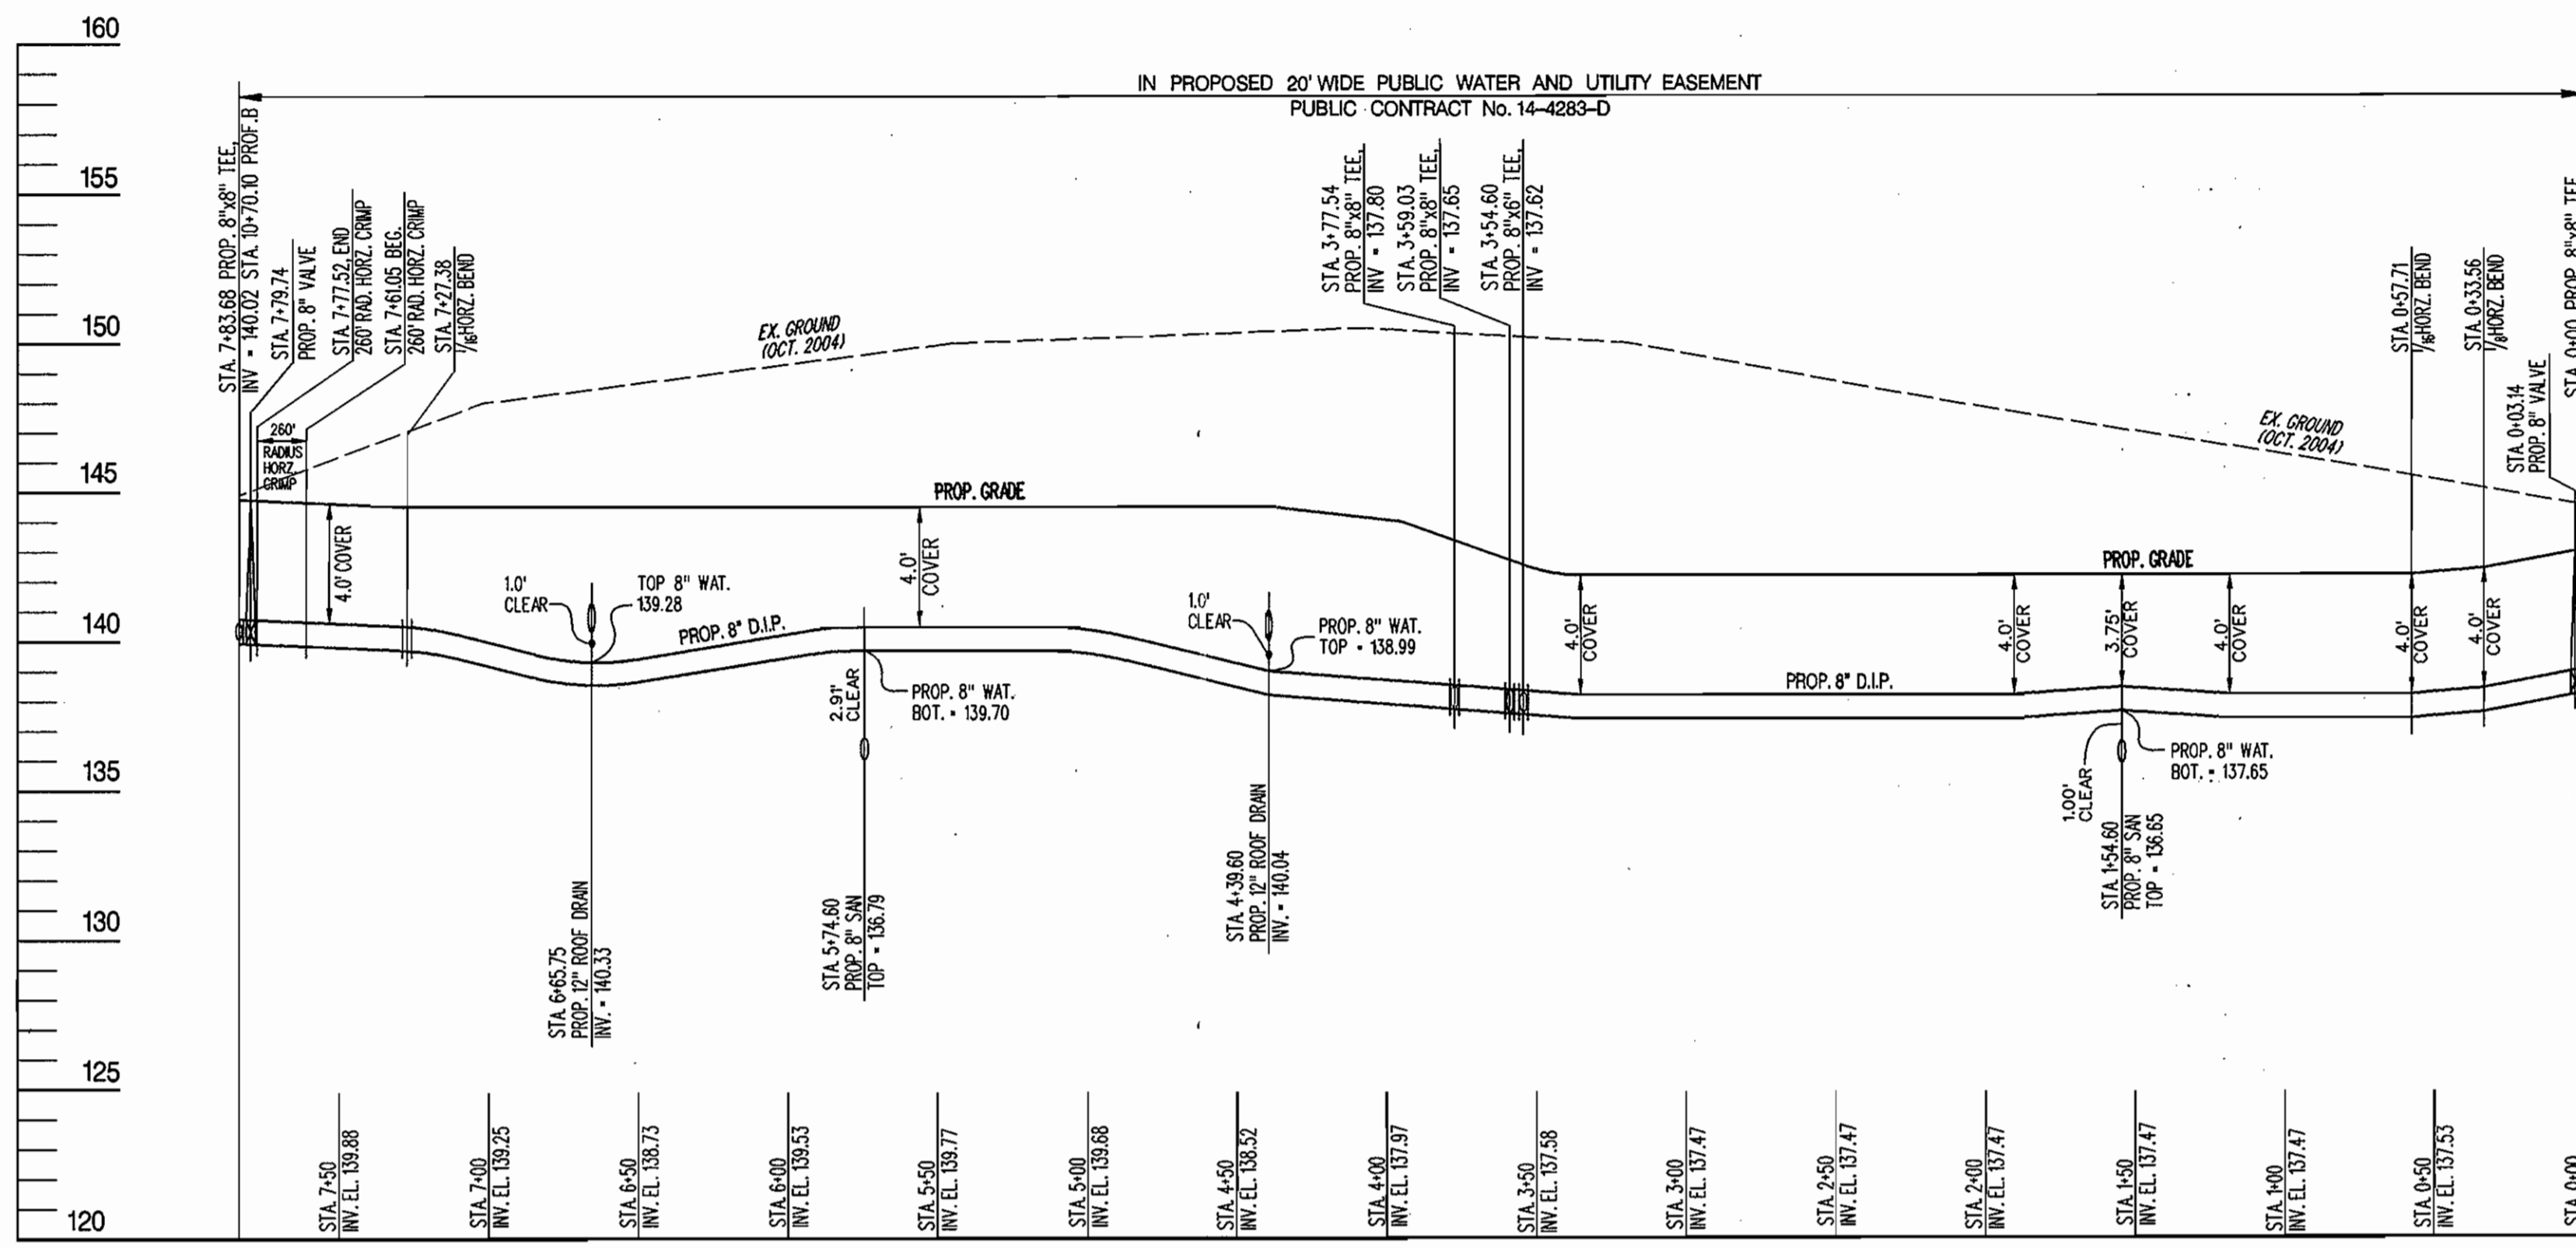 160
155
150
145
140
135
130
125
120
IN PROPOSED 20' WIDE PUBLIC WATER AND UTILITY EASEMENT
PUBLIC CONTRACT No. 14-4283-D
STA. 7+83.68 PROP. 8"x8" TEE,
INV = 140.02 STA. 10+70.10 PROF.B
STA. 7+79.74
PROP. 8" VALVE
STA. 7+77.52, END
260' RAD. HORZ. CRIMP
STA. 7+61.05 BEG.
260' RAD. HORZ. CRIMP
STA. 7+27.38
1/16 HORZ. BEND
260'
RADIUS
HORZ.
CRIMP
EX. GROUND
(OCT. 2004)
STA. 3+77.54
PROP. 8"x8" TEE,
INV = 137.80
STA. 3+59.03
PROP. 8"x8" TEE,
INV = 137.65
STA. 3+54.60
PROP. 8"x6" TEE,
INV = 137.62
STA. 0+57.71
1/16 HORZ. BEND
STA. 0+33.56
1/8 HORZ. BEND
STA. 0+03.14
PROP. 8" VALVE
STA. 0+00 PROP. 8"x8" TEE
EX. GROUND
(OCT. 2004)
PROP. GRADE
PROP. GRADE
4.0' COVER
1.0'
CLEAR
TOP 8" WAT.
139.28
PROP. 8" D.I.P.
4.0'
COVER
2.91'
CLEAR
PROP. 8" WAT.
BOT. = 139.70
1.0'
CLEAR
PROP. 8" WAT.
TOP = 138.99
4.0'
COVER
PROP. 8" D.I.P.
4.0'
COVER
3.75'
COVER
4.0'
COVER
4.0'
COVER
4.0'
COVER
PROP. 8" WAT.
BOT. = 137.65
1.00'
CLEAR
STA. 6+65.75
PROP. 12" ROOF DRAIN
INV. = 140.33
STA. 5+74.60
PROP. 8" SAN
TOP = 136.79
STA. 4+39.60
PROP. 12" ROOF DRAIN
INV. = 140.04
STA. 1+54.60
PROP. 8" SAN
TOP = 136.65
STA. 7+50
INV. EL. 139.88
STA. 7+00
INV. EL. 139.25
STA. 6+50
INV. EL. 138.73
STA. 6+00
INV. EL. 139.53
STA. 5+50
INV. EL. 139.77
STA. 5+00
INV. EL. 139.68
STA. 4+50
INV. EL. 138.52
STA. 4+00
INV. EL. 137.97
STA. 3+50
INV. EL. 137.58
STA. 3+00
INV. EL. 137.47
STA. 2+50
INV. EL. 137.47
STA. 2+00
INV. EL. 137.47
STA. 1+50
INV. EL. 137.47
STA. 1+00
INV. EL. 137.47
STA. 0+50
INV. EL. 137.53
STA. 0+00